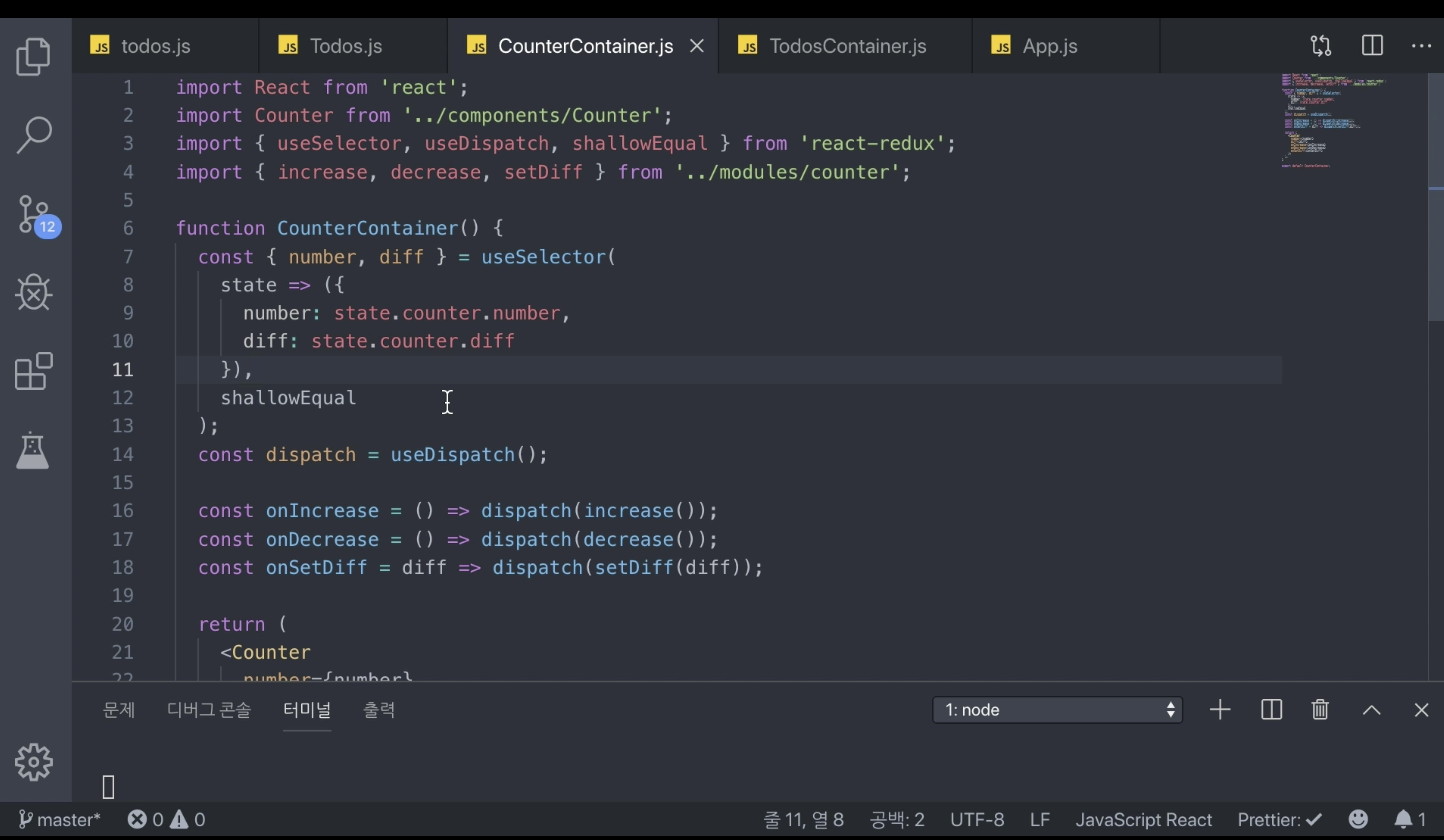 JS todos.js JS Todos.js JS CounterContainer.js JS TodosContainer.js JS App.js
1 import React from 'react';
2 import Counter from '../components/Counter';
3 import { useSelector, useDispatch, shallowEqual } from 'react-redux';
4 import { increase, decrease, setDiff } from '../modules/counter';
5
6 function CounterContainer() {
7 const { number, diff } = useSelector(
8 state => ({
9 number: state.counter.number,
10 diff: state.counter.diff
11 }),
12 shallowEqual
13 );
14 const dispatch = useDispatch();
15
16 const onIncrease = () => dispatch(increase());
17 const onDecrease = () => dispatch(decrease());
18 const onSetDiff = diff => dispatch(setDiff(diff));
19
20 return (
21 <Counter
22 number={number}
12
문제 디버그 콘솔 터미널 출력 1: node
master* 0 0 줄 11, 열 8 공백: 2 UTF-8 LF JavaScript React Prettier: ✓ 1